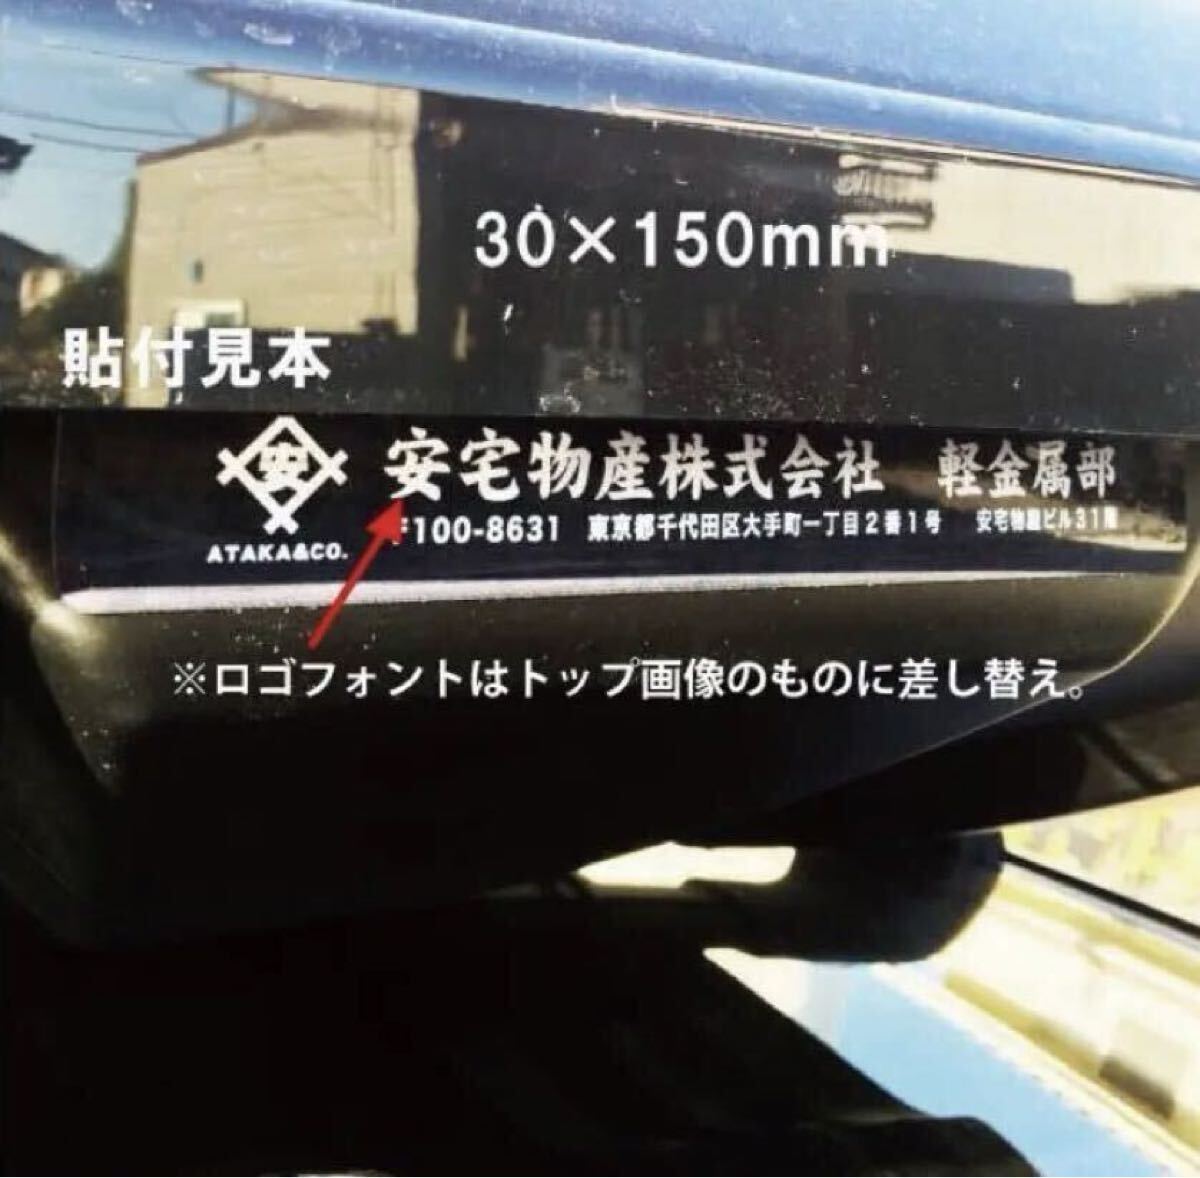 30×150mm
貼付見本
安
安宅物産株式会社 軽金属部
〒100-8631 東京都千代田区大手町一丁目2番1号 安宅物産ビル31階
ATAKA&CO.
※ロゴフォントはトップ画像のものに差し替え。